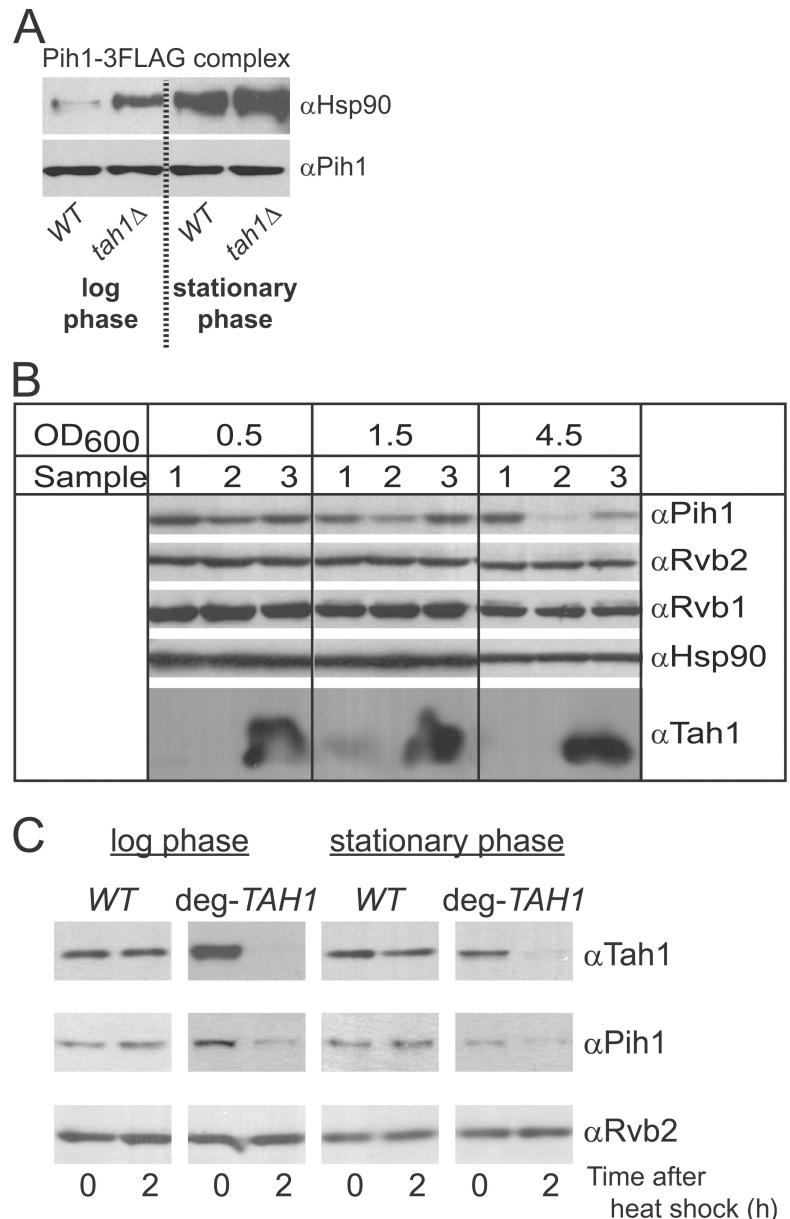 A
Pih1-3FLAG complex
αHsp90
αPih1
WT tah1Δ WT tah1Δ
log phase stationary phase
B
OD600 0.5 1.5 4.5
Sample 1 2 3 1 2 3 1 2 3
αPih1
αRvb2
αRvb1
αHsp90
αTah1
C
log phase stationary phase
WT deg-TAH1 WT deg-TAH1
αTah1
αPih1
αRvb2
0 2 0 2 0 2 0 2 Time after
heat shock (h)